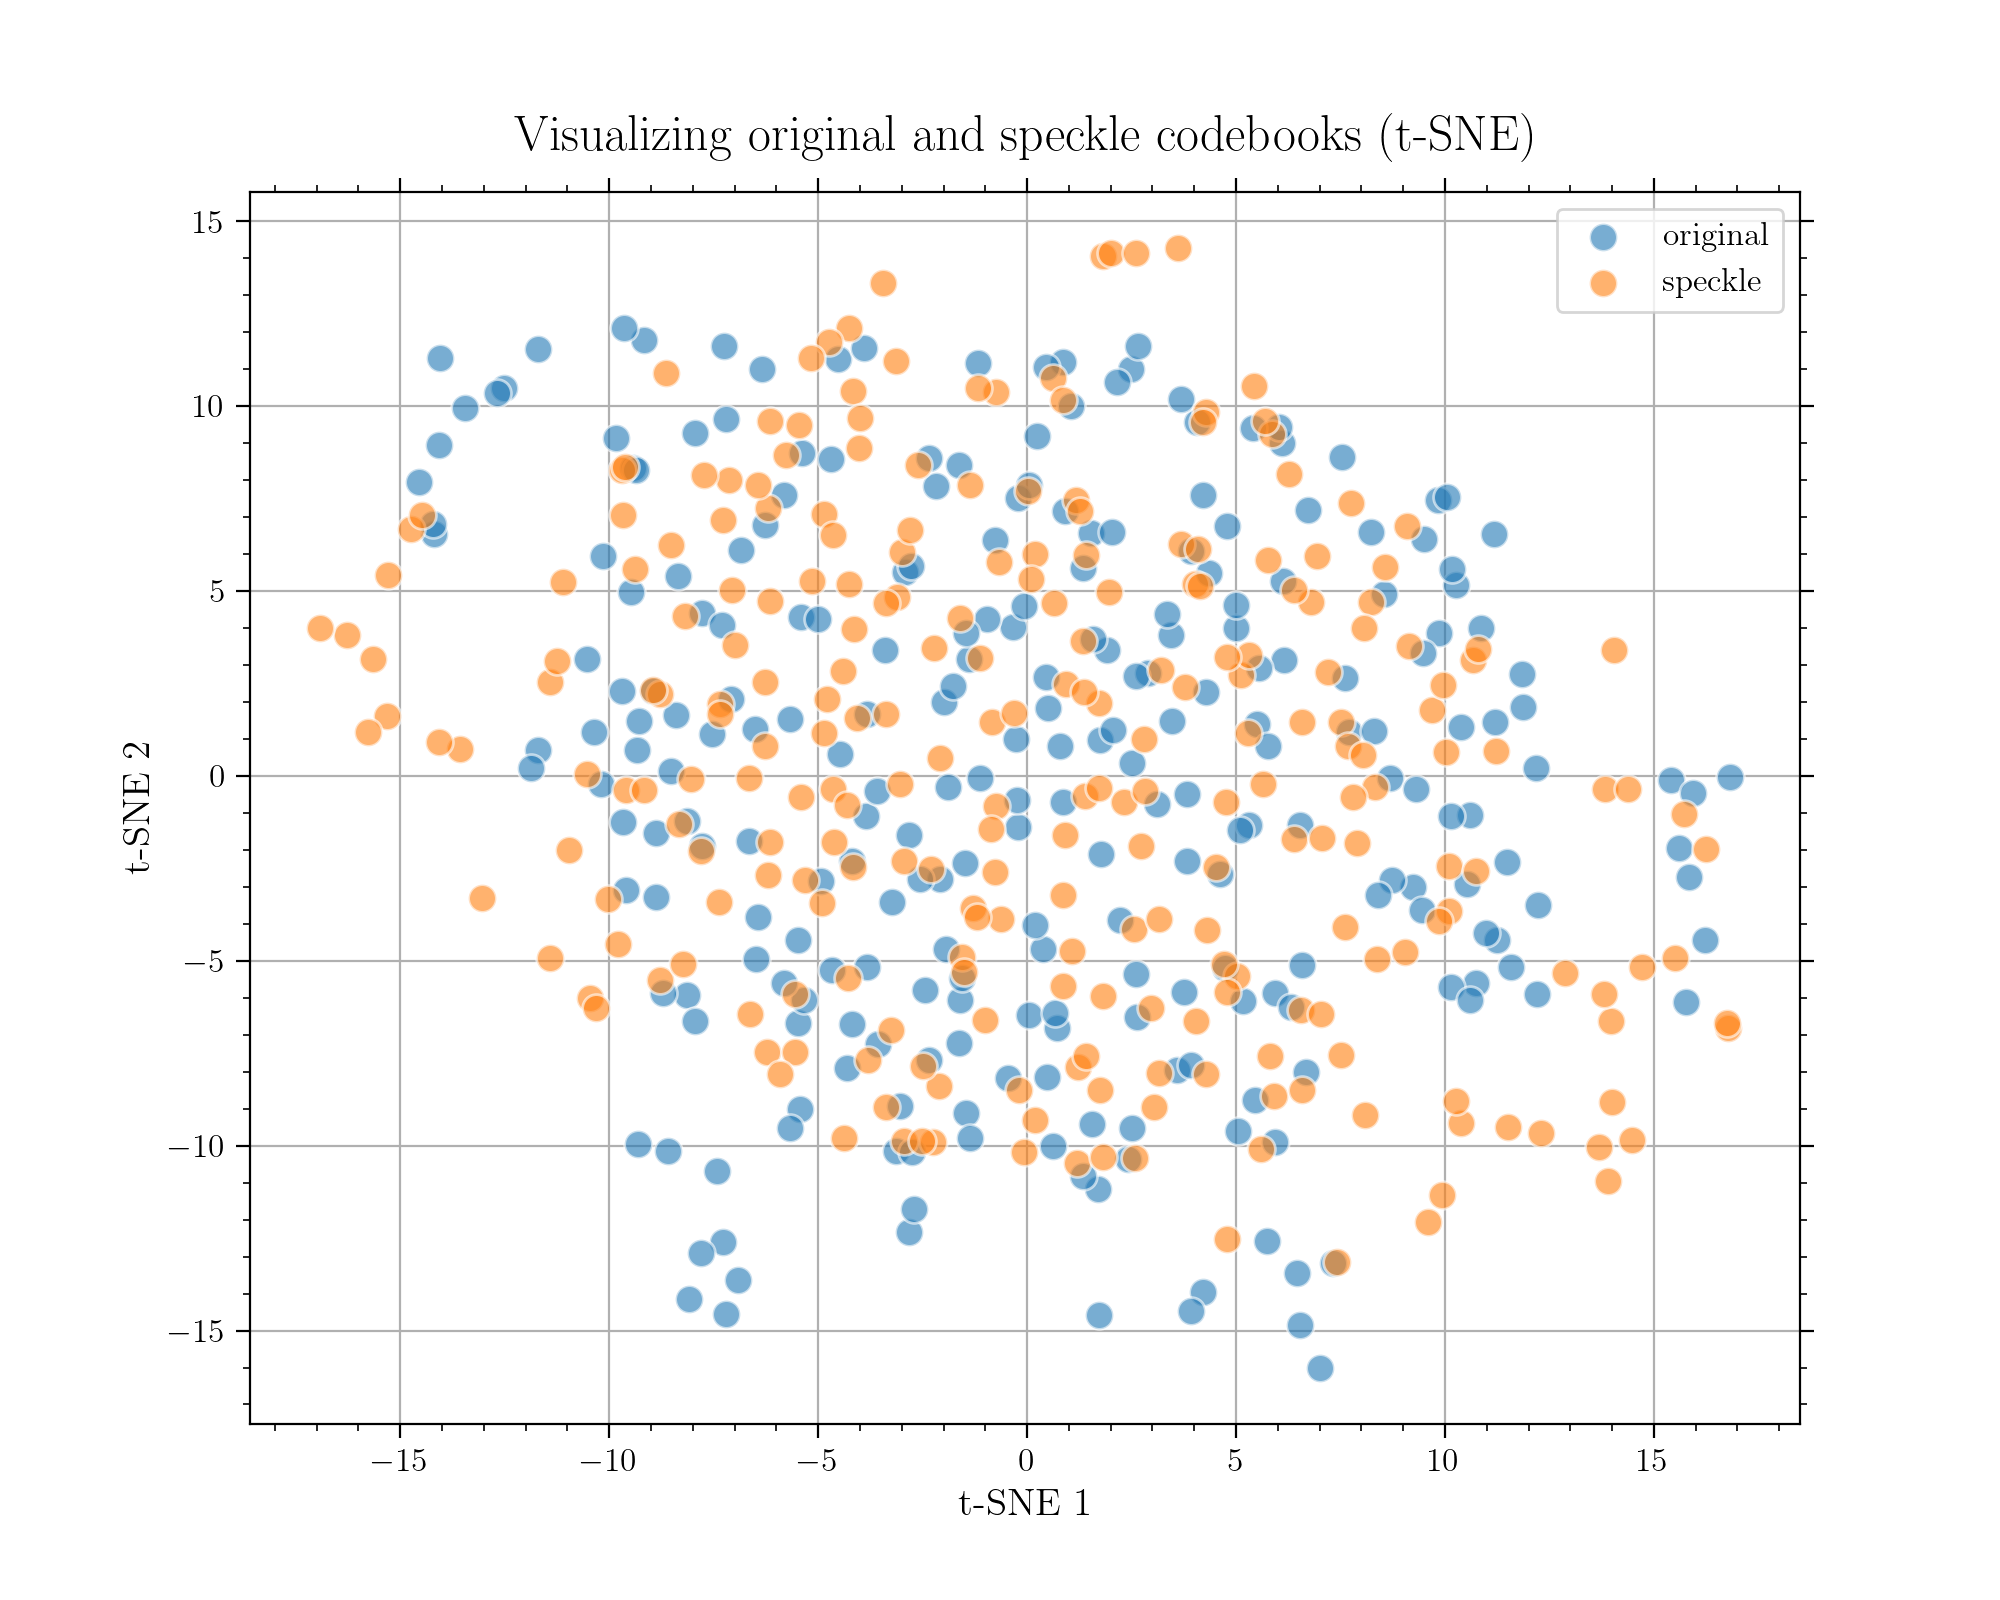 Visualizing original and speckle codebooks (t-SNE)
original
speckle
15
10
5
0
−5
−10
−15
t-SNE 2
−15
−10
−5
0
5
10
15
t-SNE 1